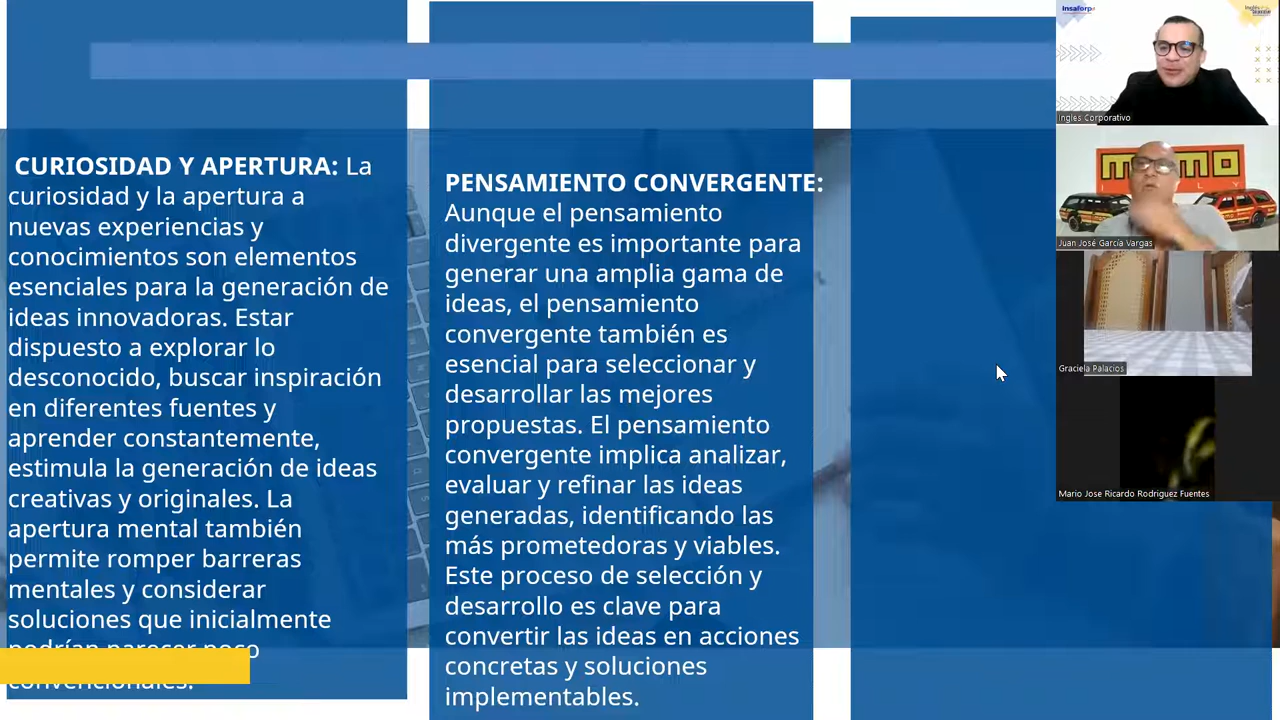 CURIOSIDAD Y APERTURA: La
curiosidad y la apertura a
nuevas experiencias y
conocimientos son elementos
esenciales para la generación de
ideas innovadoras. Estar
dispuesto a explorar lo
desconocido, buscar inspiración
en diferentes fuentes y
aprender constantemente,
estimula la generación de ideas
creativas y originales. La
apertura mental también
permite romper barreras
mentales y considerar
soluciones que inicialmente
podrían parecer poco
convencionales.
PENSAMIENTO CONVERGENTE:
Aunque el pensamiento
divergente es importante para
generar una amplia gama de
ideas, el pensamiento
convergente también es
esencial para seleccionar y
desarrollar las mejores
propuestas. El pensamiento
convergente implica analizar,
evaluar y refinar las ideas
generadas, identificando las
más prometedoras y viables.
Este proceso de selección y
desarrollo es clave para
convertir las ideas en acciones
concretas y soluciones
implementables.
insaforp
Ingles Corporativo
Juan José García Vargas
Graciela Palacios
Mario Jose Ricardo Rodriguez Fuentes